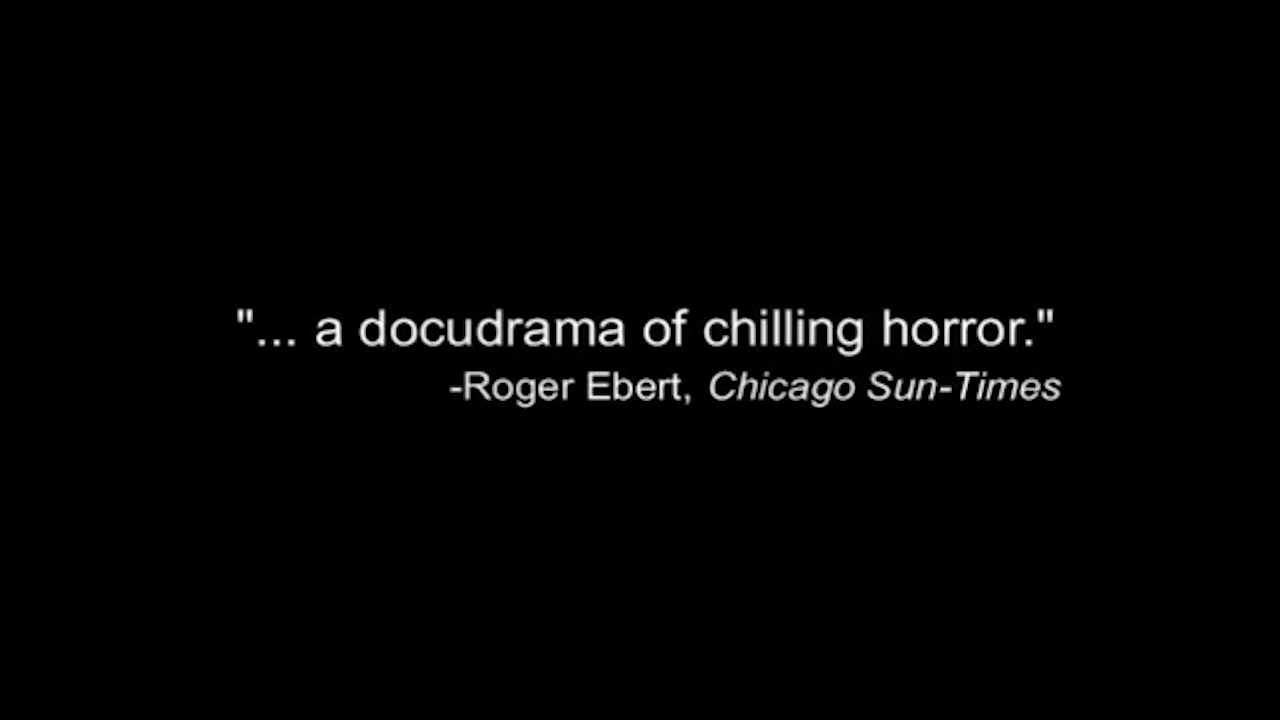 "... a docudrama of chilling horror."
-Roger Ebert, Chicago Sun-Times